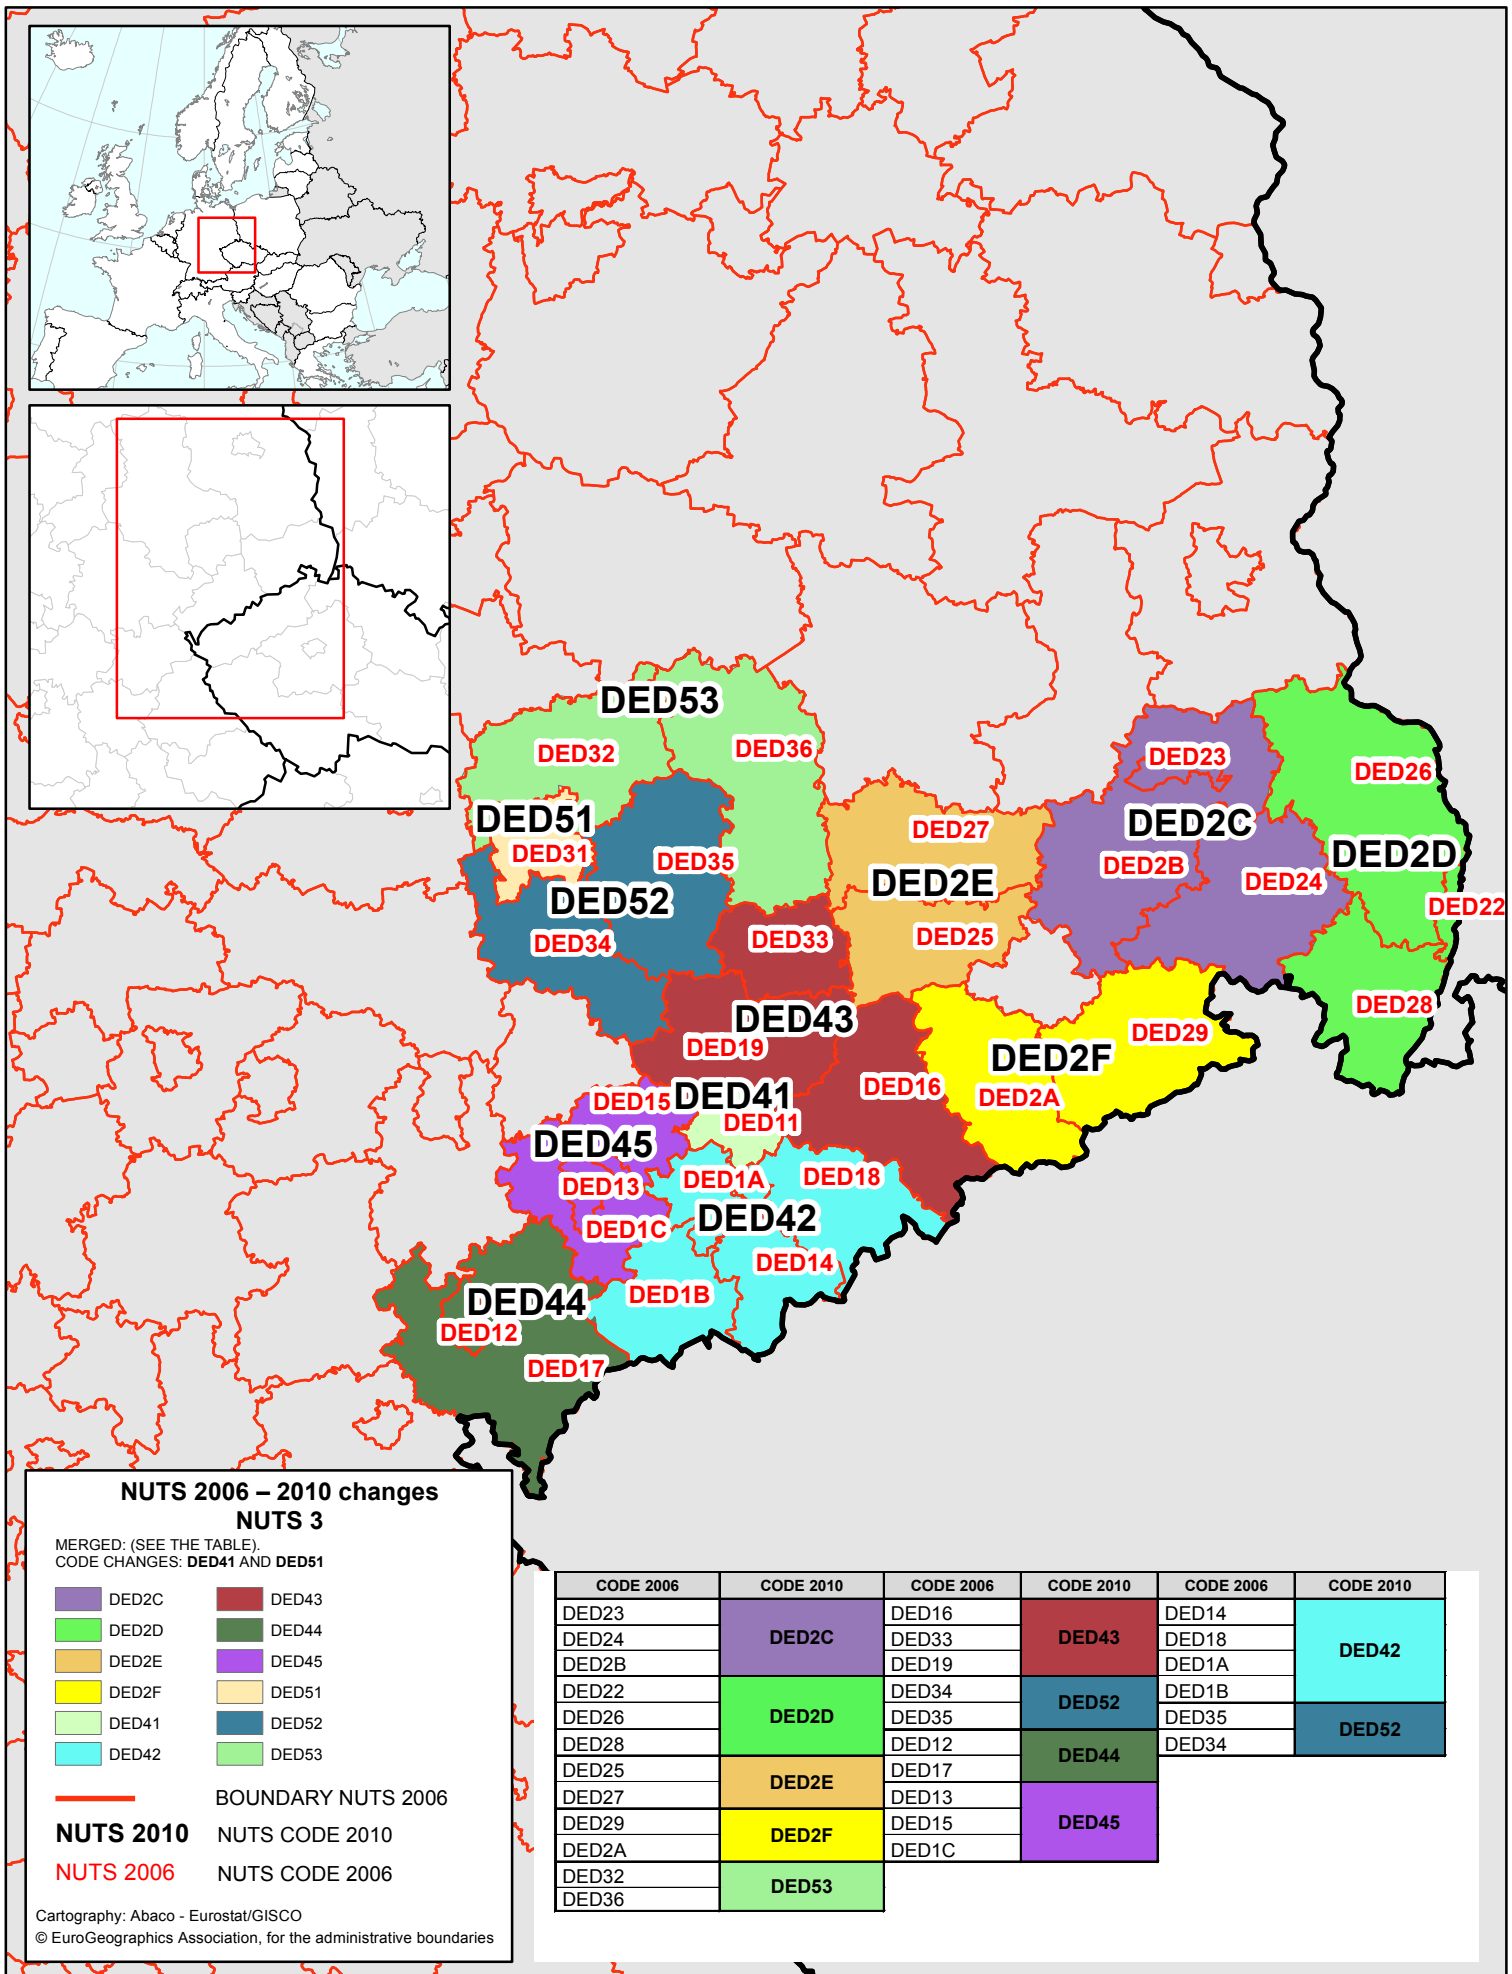 DED53
DED32
DED36
DED23
DED26
DED51
DED27
DED2C
DED31
DED35
DED2B
DED2D
DED2E
DED24
DED52
DED22
DED34
DED33
DED25
DED28
DED43
DED29
DED19
DED2F
DED16
DED2A
DED15
DED41
DED11
DED45
DED13
DED1A
DED18
DED1C
DED42
DED14
DED1B
DED44
DED12
DED17
NUTS 2006 – 2010 changes
NUTS 3
MERGED: (SEE THE TABLE).
CODE CHANGES: DED41 AND DED51
DED2C DED43
DED2D DED44
DED2E DED45
DED2F DED51
DED41 DED52
DED42 DED53
BOUNDARY NUTS 2006
NUTS 2010 NUTS CODE 2010
NUTS 2006 NUTS CODE 2006
Cartography: Abaco - Eurostat/GISCO
© EuroGeographics Association, for the administrative boundaries
CODE 2006 CODE 2010 CODE 2006 CODE 2010 CODE 2006 CODE 2010
DED23 DED16 DED14
DED24 DED2C DED33 DED43 DED18
DED2B DED19 DED1A DED42
DED22 DED34 DED52 DED1B
DED26 DED2D DED35 DED35 DED52
DED28 DED12 DED44 DED34
DED25 DED2E DED17
DED27 DED13
DED29 DED2F DED15 DED45
DED2A DED1C
DED32 DED53
DED36